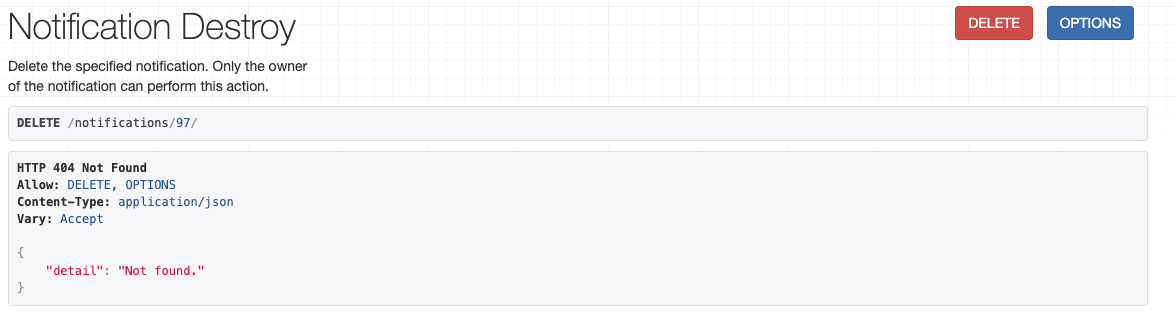 Notification Destroy
DELETE
OPTIONS
Delete the specified notification. Only the owner
of the notification can perform this action.
DELETE /notifications/97/
HTTP 404 Not Found
Allow: DELETE, OPTIONS
Content-Type: application/json
Vary: Accept
{
    "detail": "Not found."
}